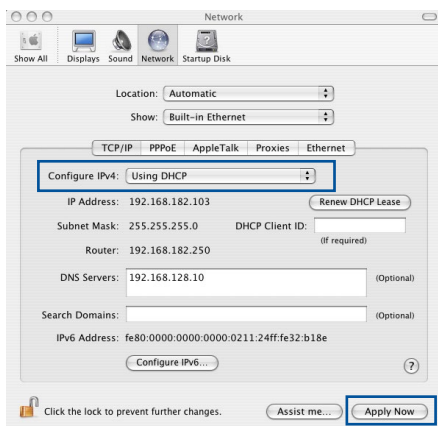 Network
Show All Displays Sound Network Startup Disk
Location: Automatic
Show: Built-in Ethernet
TCP/IP PPPoE AppleTalk Proxies Ethernet
Configure IPv4: Using DHCP
IP Address: 192.168.182.103 Renew DHCP Lease
Subnet Mask: 255.255.255.0 DHCP Client ID:
(If required)
Router: 192.168.182.250
DNS Servers: 192.168.128.10 (Optional)
Search Domains: (Optional)
IPv6 Address: fe80:0000:0000:0000:0211:24ff:fe32:b18e
Configure IPv6... ?
Click the lock to prevent further changes. Assist me... Apply Now